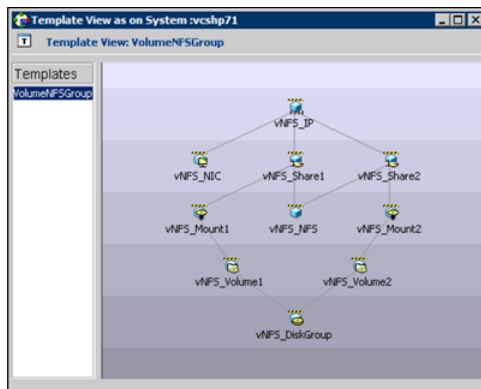 Template View as on System :vcshp71
Template View: VolumeNFSGroup
Templates
VolumeNFSGroup
vNFS_IP
vNFS_NIC vNFS_Share1 vNFS_Share2
vNFS_Mount1 vNFS_NFS vNFS_Mount2
vNFS_Volume1 vNFS_Volume2
vNFS_DiskGroup